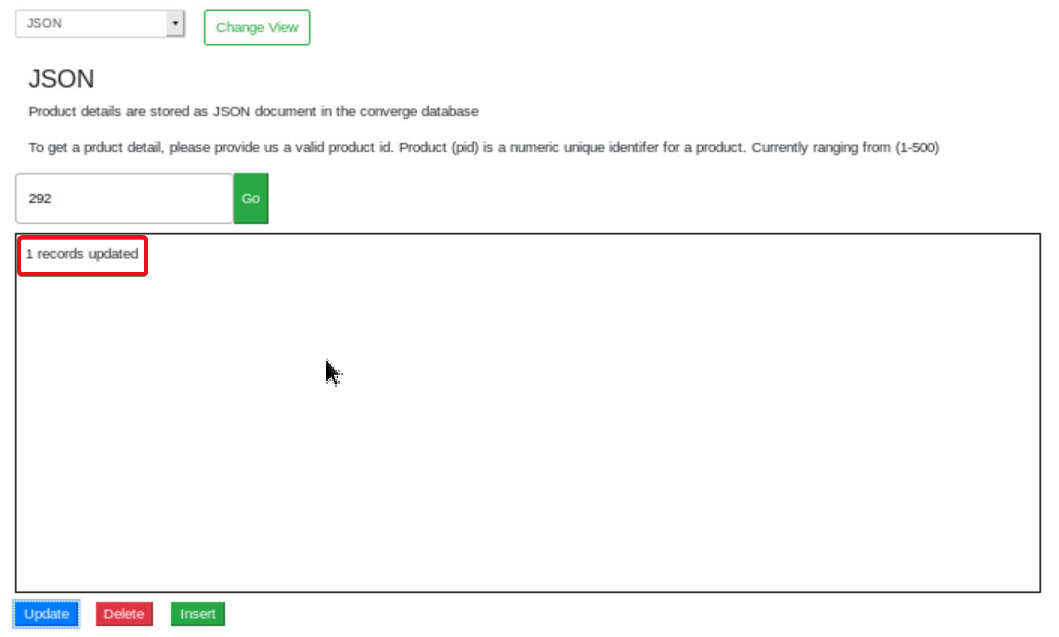 JSON
Change View
JSON
Product details are stored as JSON document in the converge database
To get a prduct detail, please provide us a valid product id. Product (pid) is a numeric unique identifer for a product. Currently ranging from (1-500)
292
Go
1 records updated
Update
Delete
Insert